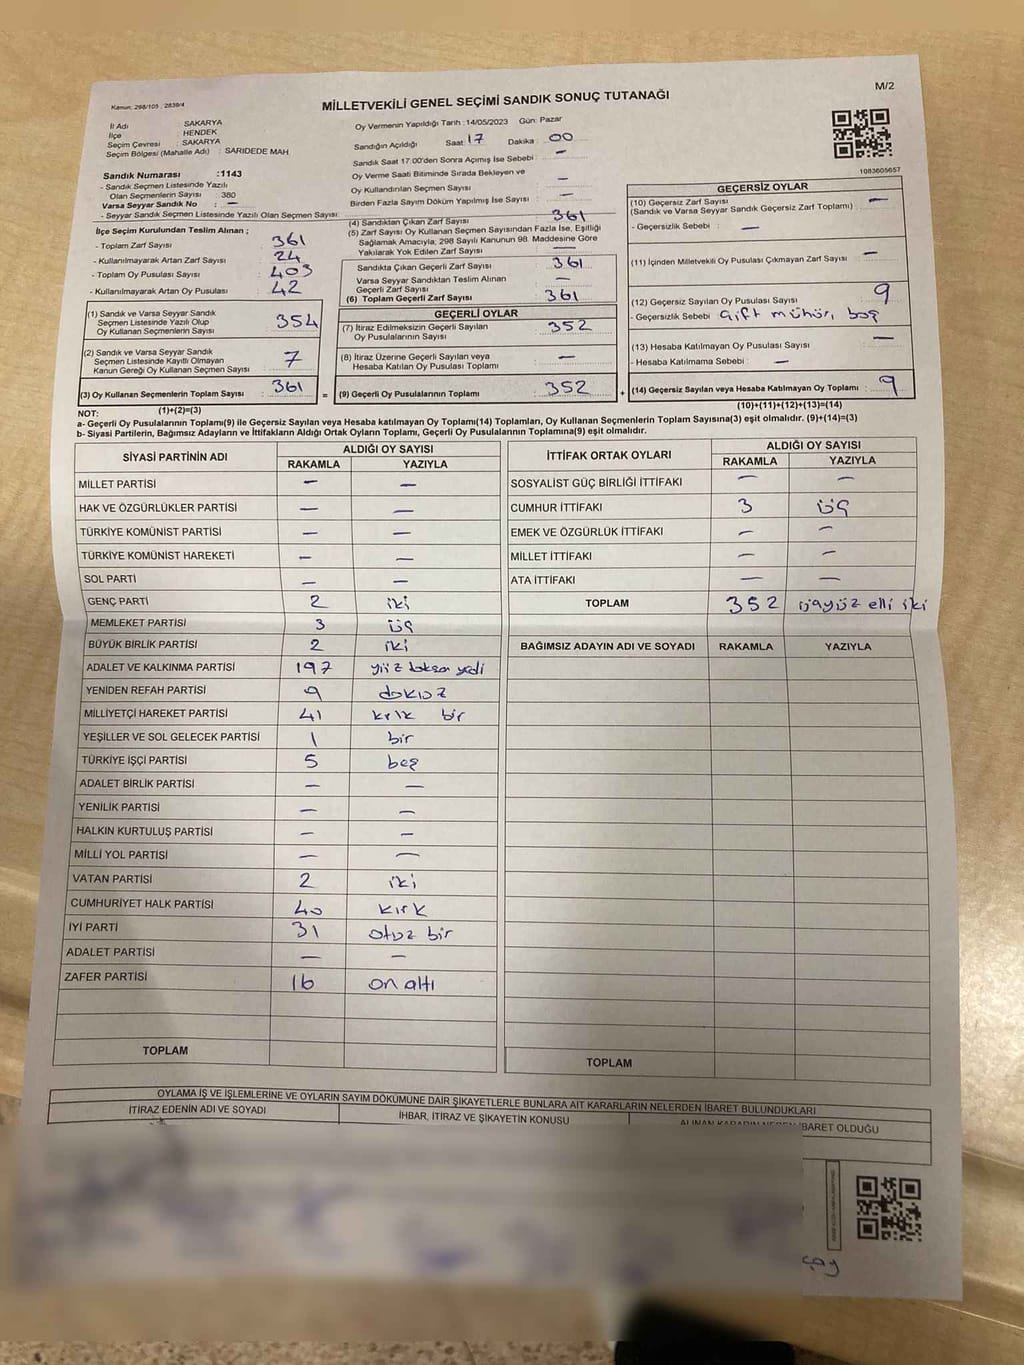 M/2
Kanun: 298/105 , 2839/4
MİLLETVEKİLİ GENEL SEÇİMİ SANDIK SONUÇ TUTANAĞI
İl Adı SAKARYA
İlçe HENDEK
Seçim Çevresi SAKARYA
Seçim Bölgesi (Mahalle Adı) : SARIDEDE MAH.
Oy Vermenin Yapıldığı Tarih :14/05/2023 Gün: Pazar
Sandığın Açıldığı Saat: 17 Dakika : 00
Sandık Saat 17:00'den Sonra Açımış İse Sebebi : —
Oy Verme Saati Bitiminde Sırada Bekleyen ve
Oy Kullandırılan Seçmen Sayısı —
Birden Fazla Sayım Döküm Yapılmış İse Sayısı : —
1083605657
Sandık Numarası :1143
- Sandık Seçmen Listesinde Yazılı
Olan Seçmenlerin Sayısı 380
Varsa Seyyar Sandık No : —
- Seyyar Sandık Seçmen Listesinde Yazılı Olan Seçmen Sayısı:
İlçe Seçim Kurulundan Teslim Alınan ;
- Toplam Zarf Sayısı 361
- Kullanılmayarak Artan Zarf Sayısı 24
- Toplam Oy Pusulası Sayısı : 403
- Kullanılmayarak Artan Oy Pusulası 42
(1) Sandık ve Varsa Seyyar Sandık
Seçmen Listesinde Yazılı Olup
Oy Kullanan Seçmenlerin Sayısı 354
(2) Sandık ve Varsa Seyyar Sandık
Seçmen Listesinde Kayıtlı Olmayan
Kanun Gereği Oy Kullanan Seçmen Sayısı 7
(3) Oy Kullanan Seçmenlerin Toplam Sayısı 361
(4) Sandıktan Çıkan Zarf Sayısı 361
(5) Zarf Sayısı Oy Kullanan Seçmen Sayısından Fazla İse, Eşitliği
Sağlamak Amacıyla, 298 Sayılı Kanunun 98. Maddesine Göre
Yakılarak Yok Edilen Zarf Sayısı —
Sandıkta Çıkan Geçerli Zarf Sayısı 361
Varsa Seyyar Sandıktan Teslim Alınan
Geçerli Zarf Sayısı —
(6) Toplam Geçerli Zarf Sayısı 361
GEÇERLİ OYLAR
(7) İtiraz Edilmeksizin Geçerli Sayılan
Oy Pusulalarının Sayısı 352
(8) İtiraz Üzerine Geçerli Sayılan veya
Hesaba Katılan Oy Pusulası Toplamı —
= (9) Geçerli Oy Pusulalarının Toplamı 352 +
GEÇERSİZ OYLAR
(10) Geçersiz Zarf Sayısı
(Sandık ve Varsa Seyyar Sandık Geçersiz Zarf Toplamı) —
- Geçersizlik Sebebi : —
(11) İçinden Milletvekili Oy Pusulası Çıkmayan Zarf Sayısı —
(12) Geçersiz Sayılan Oy Pusulası Sayısı 9
- Geçersizlik Sebebi Çift mühür, boş
(13) Hesaba Katılmayan Oy Pusulası Sayısı —
- Hesaba Katılmama Sebebi : —
(14) Geçersiz Sayılan veya Hesaba Katılmayan Oy Toplamı 9
NOT: (1)+(2)=(3)
(10)+(11)+(12)+(13)=(14)
a- Geçerli Oy Pusulalarının Toplamı(9) ile Geçersiz Sayılan veya Hesaba katılmayan Oy Toplamı(14) Toplamları, Oy Kullanan Seçmenlerin Toplam Sayısına(3) eşit olmalıdır. (9)+(14)=(3)
b- Siyasi Partilerin, Bağımsız Adayların ve İttifakların Aldığı Ortak Oyların Toplamı, Geçerli Oy Pusulalarının Toplamına(9) eşit olmalıdır.
SİYASİ PARTİNİN ADI
ALDIĞI OY SAYISI
RAKAMLA YAZIYLA
MİLLET PARTİSİ — —
HAK VE ÖZGÜRLÜKLER PARTİSİ — —
TÜRKİYE KOMÜNİST PARTİSİ — —
TÜRKİYE KOMÜNİST HAREKETİ — —
SOL PARTİ — —
GENÇ PARTİ 2 iki
MEMLEKET PARTİSİ 3 üç
BÜYÜK BİRLİK PARTİSİ 2 iki
ADALET VE KALKINMA PARTİSİ 197 yüz doksan yedi
YENİDEN REFAH PARTİSİ 9 dokuz
MİLLİYETÇİ HAREKET PARTİSİ 41 kırk bir
YEŞİLLER VE SOL GELECEK PARTİSİ 1 bir
TÜRKİYE İŞÇİ PARTİSİ 5 beş
ADALET BİRLİK PARTİSİ — —
YENİLİK PARTİSİ — —
HALKIN KURTULUŞ PARTİSİ — —
MİLLİ YOL PARTİSİ — —
VATAN PARTİSİ 2 iki
CUMHURİYET HALK PARTİSİ 40 kırk
İYİ PARTİ 31 otuz bir
ADALET PARTİSİ — —
ZAFER PARTİSİ 16 on altı
TOPLAM
İTTİFAK ORTAK OYLARI
ALDIĞI OY SAYISI
RAKAMLA YAZIYLA
SOSYALİST GÜÇ BİRLİĞİ İTTİFAKI — —
CUMHUR İTTİFAKI 3 üç
EMEK VE ÖZGÜRLÜK İTTİFAKI — —
MİLLET İTTİFAKI — —
ATA İTTİFAKI — —
TOPLAM 352 üçyüz elli iki
BAĞIMSIZ ADAYIN ADI VE SOYADI RAKAMLA YAZIYLA
TOPLAM
OYLAMA İŞ VE İŞLEMLERİNE VE OYLARIN SAYIM DÖKÜMÜNE DAİR ŞİKAYETLERLE BUNLARA AİT KARARLARIN NELERDEN İBARET BULUNDUKLARI
İTİRAZ EDENİN ADI VE SOYADI
İHBAR, İTİRAZ VE ŞİKAYETİN KONUSU
ALINAN KARARIN NEDEN İBARET OLDUĞU